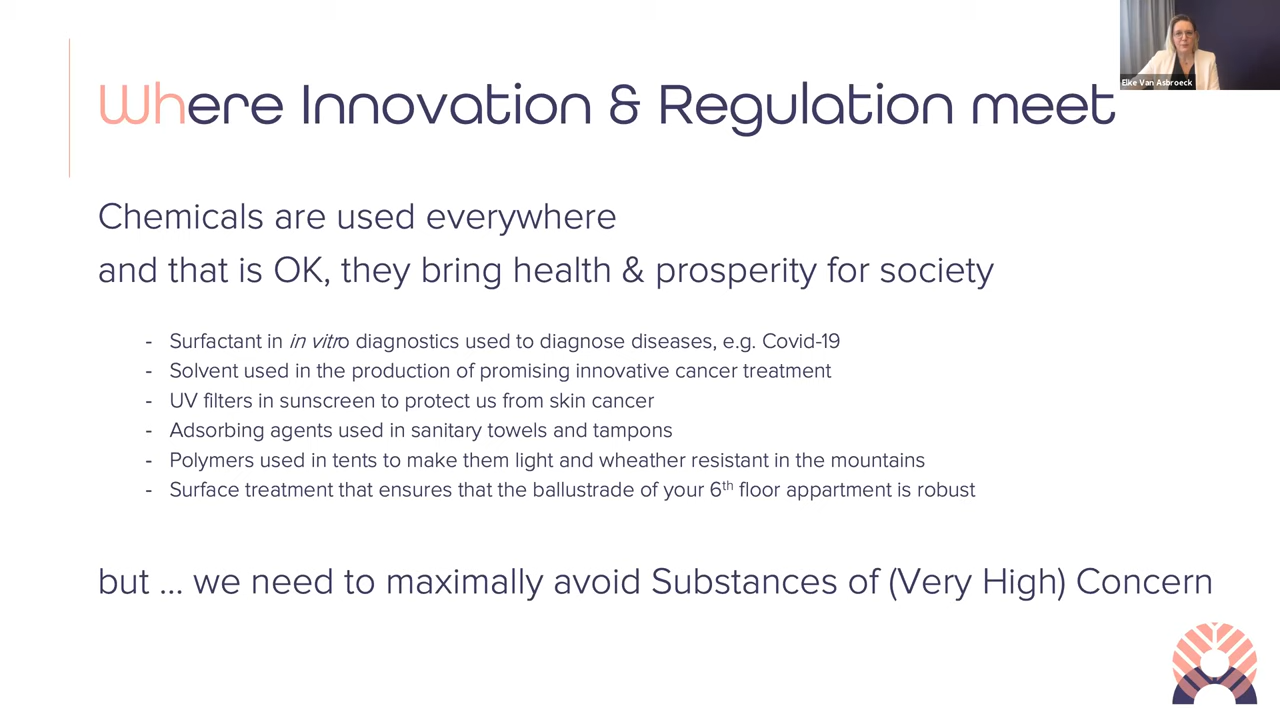 Elke Van Asbroeck
Where Innovation & Regulation meet
Chemicals are used everywhere
and that is OK, they bring health & prosperity for society
- Surfactant in in vitro diagnostics used to diagnose diseases, e.g. Covid-19
- Solvent used in the production of promising innovative cancer treatment
- UV filters in sunscreen to protect us from skin cancer
- Adsorbing agents used in sanitary towels and tampons
- Polymers used in tents to make them light and wheather resistant in the mountains
- Surface treatment that ensures that the ballustrade of your 6th floor appartment is robust
but ... we need to maximally avoid Substances of (Very High) Concern